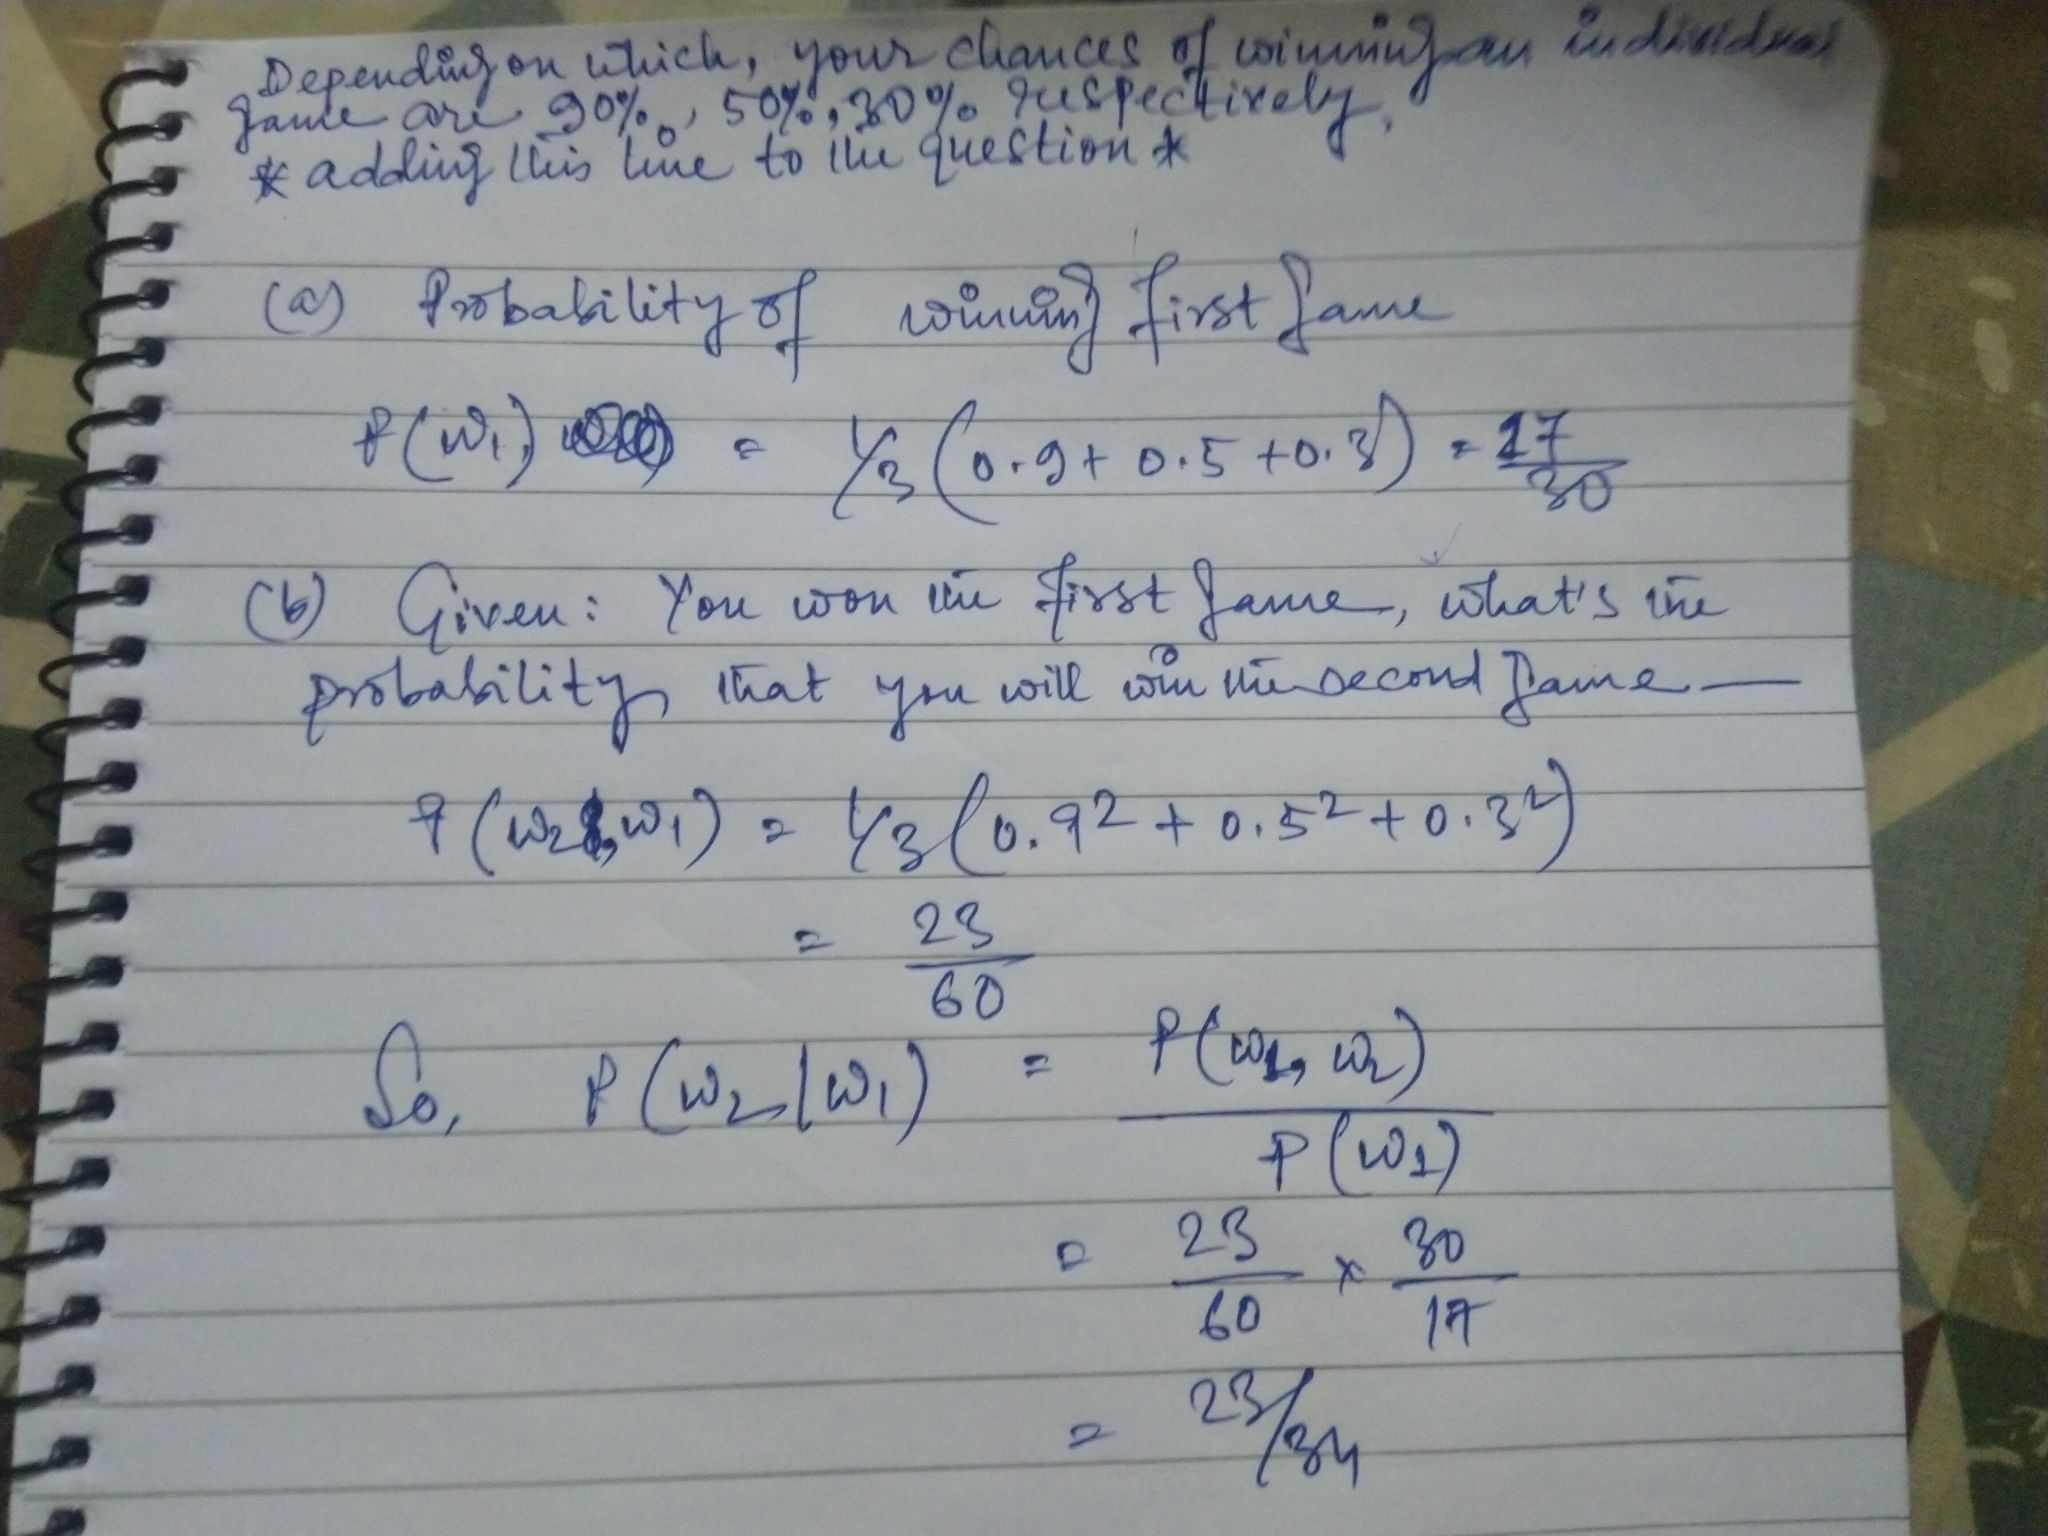 Depending on which, your chances of winning an individual
game are 90%, 50%, 30% respectively.
* adding this line to the question *
(a) Probability of winning first game
P(W₁) = 1/3 (0.9 + 0.5 + 0.3) = 17/30
(b) Given: You won the first game, what's the
probability that you will win the second game —
P(W₂, W₁) = 1/3 (0.9² + 0.5² + 0.3²)
= 23/60
So, P(W₂|W₁) = P(W₁, W₂)/P(W₁)
= 23/60 × 30/17
= 23/34